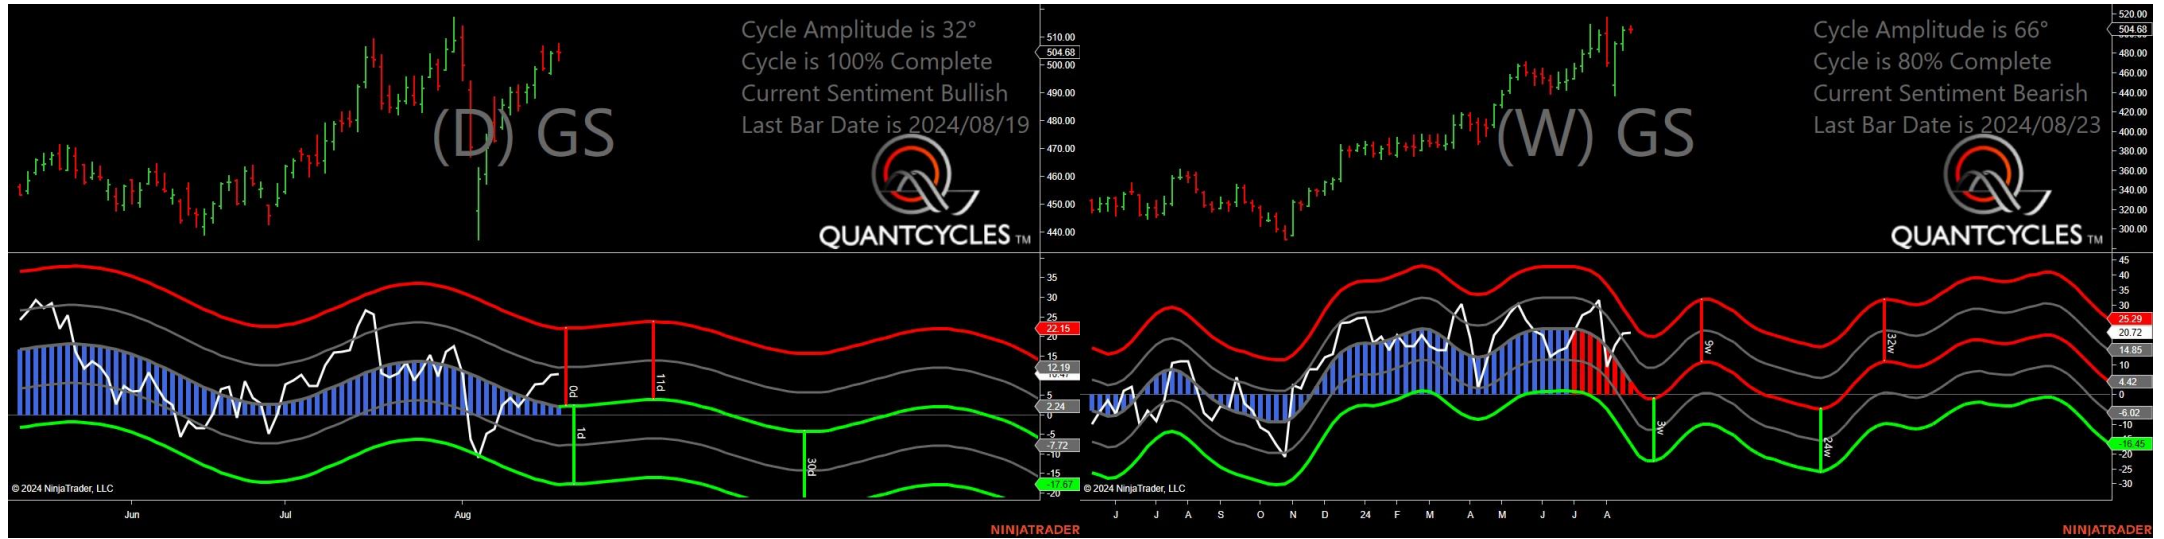 Cycle Amplitude is 32°
Cycle is 100% Complete
Current Sentiment Bullish
Last Bar Date is 2024/08/19
(D) GS
QUANTCYCLES TM
510.00
504.68
500.00
490.00
480.00
470.00
460.00
450.00
440.00
35
30
25
22.15
20
15
12.19
5
2.24
0
-5
-7.72
-10
-15
-17.67
-20
0d
1d
11d
30d
© 2024 NinjaTrader, LLC
Jun
Jul
Aug
NINJATRADER
Cycle Amplitude is 66°
Cycle is 80% Complete
Current Sentiment Bearish
Last Bar Date is 2024/08/23
(W) GS
QUANTCYCLES TM
520.00
504.68
480.00
460.00
440.00
420.00
400.00
380.00
360.00
340.00
320.00
300.00
45
40
35
30
25.29
20.72
14.85
10
4.42
0
-6.02
-10
-16.45
-20
-25
-30
3w
9w
24w
32w
© 2024 NinjaTrader, LLC
J
J
A
S
O
N
D
24
F
M
A
M
J
J
A
NINJATRADER